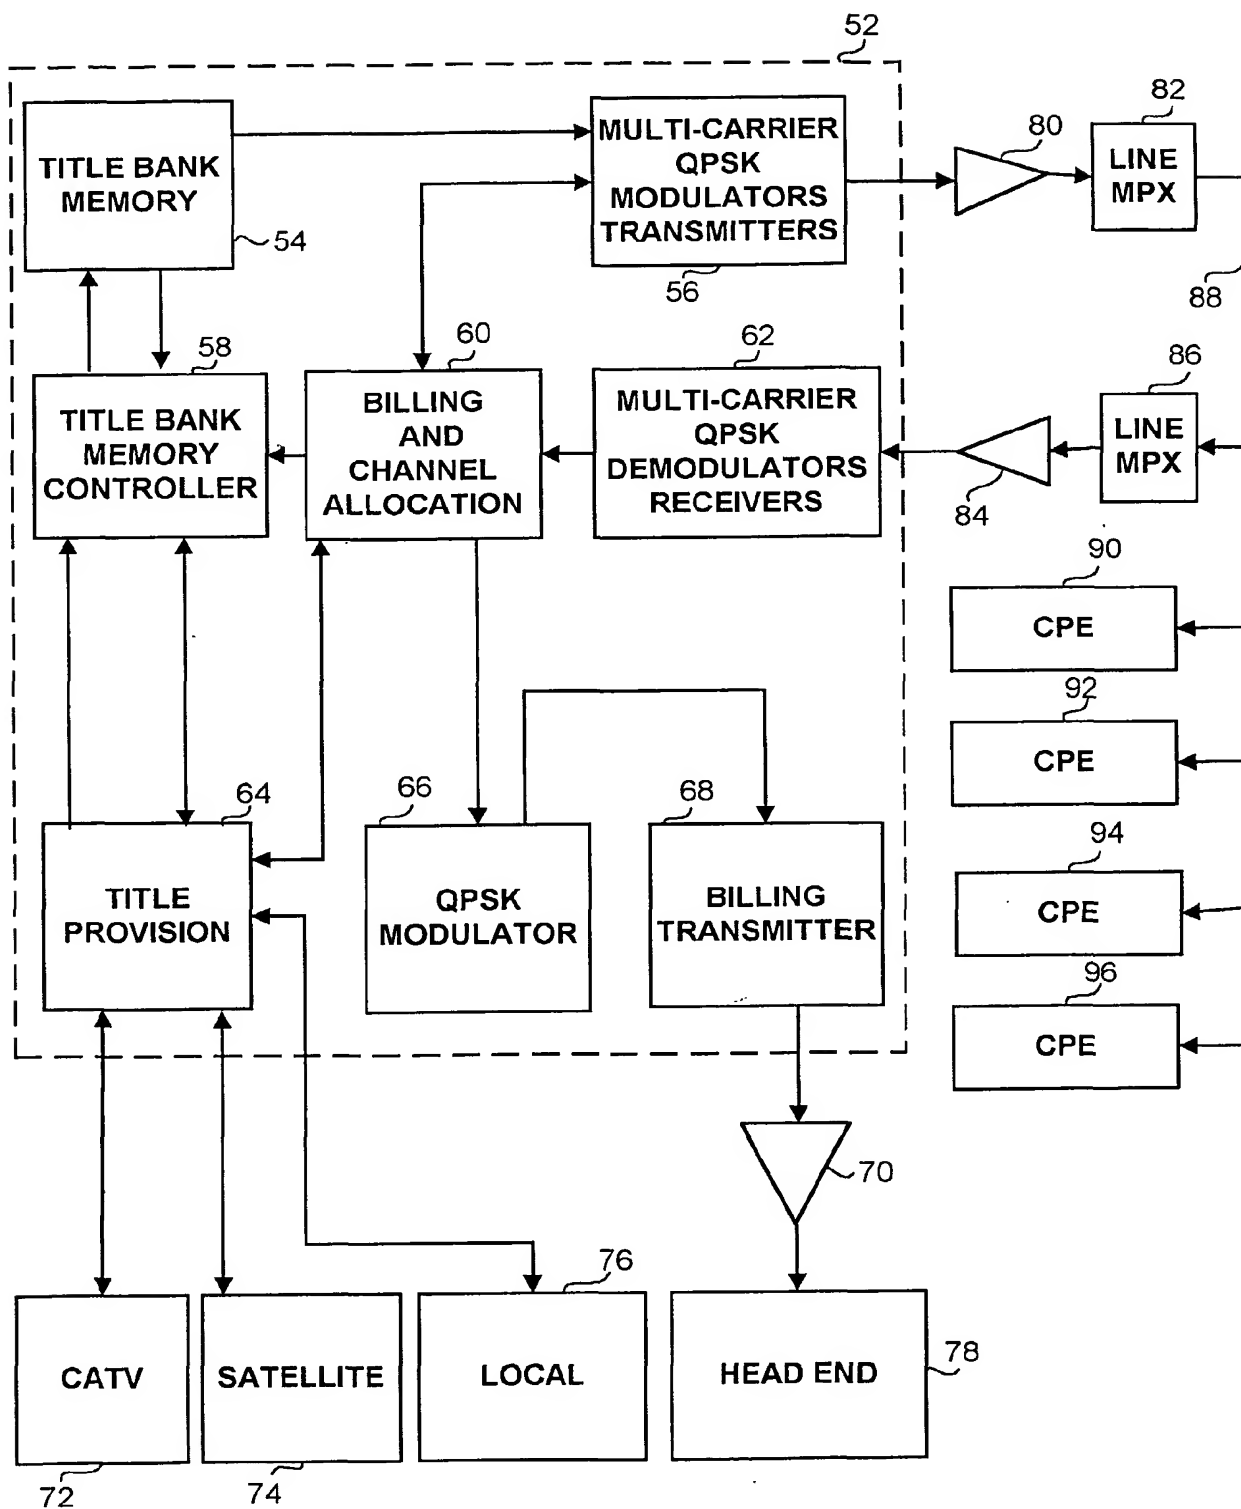 52
TITLE BANK
MEMORY
54
MULTI-CARRIER
QPSK
MODULATORS
TRANSMITTERS
56
80
82
LINE
MPX
88
58
TITLE BANK
MEMORY
CONTROLLER
60
BILLING
AND
CHANNEL
ALLOCATION
62
MULTI-CARRIER
QPSK
DEMODULATORS
RECEIVERS
84
86
LINE
MPX
90
CPE
92
CPE
94
CPE
96
CPE
64
TITLE
PROVISION
66
QPSK
MODULATOR
68
BILLING
TRANSMITTER
70
CATV
72
SATELLITE
74
76
LOCAL
HEAD END
78